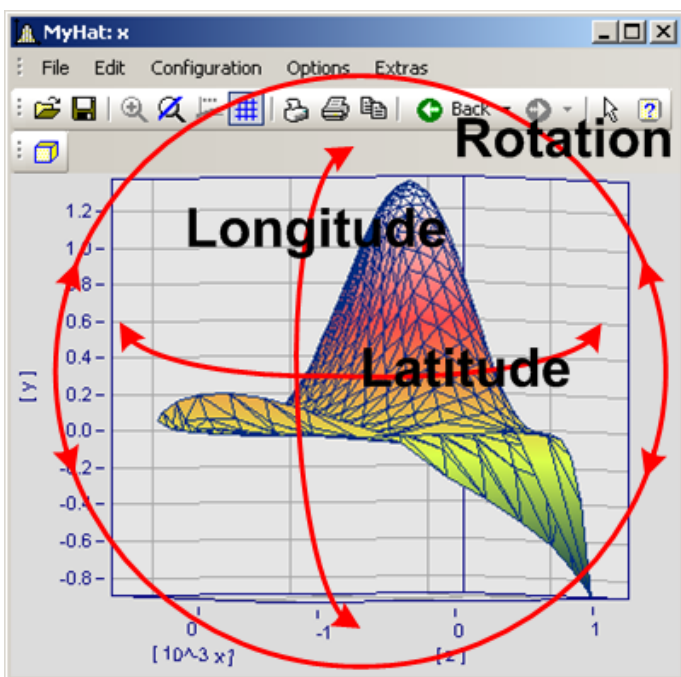 MyHat: x
File Edit Configuration Options Extras
Back
Rotation
Longitude
Latitude
1.2
1.0
0.8
0.6
0.4
0.2
0.0
-0.2
-0.4
-0.6
-0.8
[ y ]
0 -1 0 1
[ 10^-3 x ] [ z ]